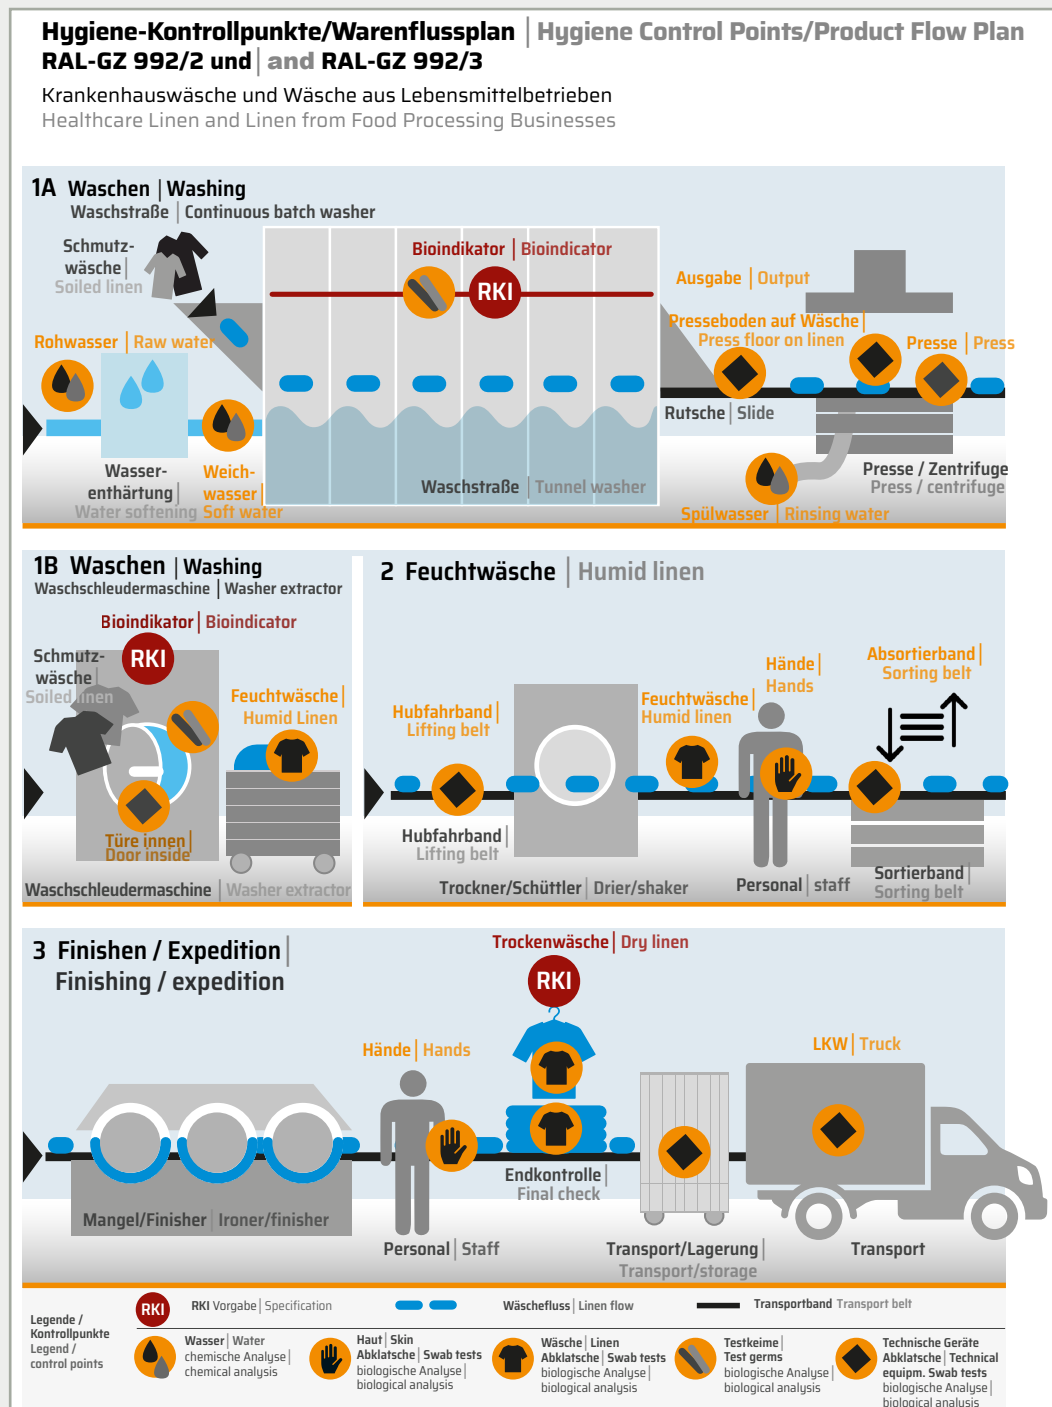 Hygiene-Kontrollpunkte/Warenflussplan | Hygiene Control Points/Product Flow Plan
RAL-GZ 992/2 und | and RAL-GZ 992/3
Krankenhauswäsche und Wäsche aus Lebensmittelbetrieben
Healthcare Linen and Linen from Food Processing Businesses
1A Waschen | Washing
Waschstraße | Continuous batch washer
Schmutz-
wäsche |
Soiled linen
Bioindikator | Bioindicator
RKI
Ausgabe | Output
Presseboden auf Wäsche |
Press floor on linen
Presse | Press
Rohwasser | Raw water
Rutsche | Slide
Wasser-
enthärtung |
Water softening
Weich-
wasser |
Soft water
Waschstraße | Tunnel washer
Presse / Zentrifuge
Press / centrifuge
Spülwasser | Rinsing water
1B Waschen | Washing
Waschschleudermaschine | Washer extractor
Bioindikator | Bioindicator
RKI
Schmutz-
wäsche |
Soiled linen
Feuchtwäsche |
Humid Linen
Türe innen |
Door inside
Waschschleudermaschine | Washer extractor
2 Feuchtwäsche | Humid linen
Hubfahrband |
Lifting belt
Feuchtwäsche |
Humid linen
Hände |
Hands
Absortierband |
Sorting belt
Hubfahrband |
Lifting belt
Trockner/Schüttler | Drier/shaker
Personal | staff
Sortierband |
Sorting belt
3 Finishen / Expedition |
Finishing / expedition
Trockenwäsche | Dry linen
RKI
Hände | Hands
LKW | Truck
Endkontrolle |
Final check
Mangel/Finisher | Ironer/finisher
Personal | Staff
Transport/Lagerung |
Transport/storage
Transport
Legende /
Kontrollpunkte
Legend /
control points
RKI
RKI Vorgabe | Specification
Wäschefluss | Linen flow
Transportband Transport belt
Wasser | Water
chemische Analyse |
chemical analysis
Haut | Skin
Abklatsche | Swab tests
biologische Analyse |
biological analysis
Wäsche | Linen
Abklatsche | Swab tests
biologische Analyse |
biological analysis
Testkeime |
Test germs
biologische Analyse |
biological analysis
Technische Geräte
Abklatsche | Technical
equipm. Swab tests
biologische Analyse |
biological analysis